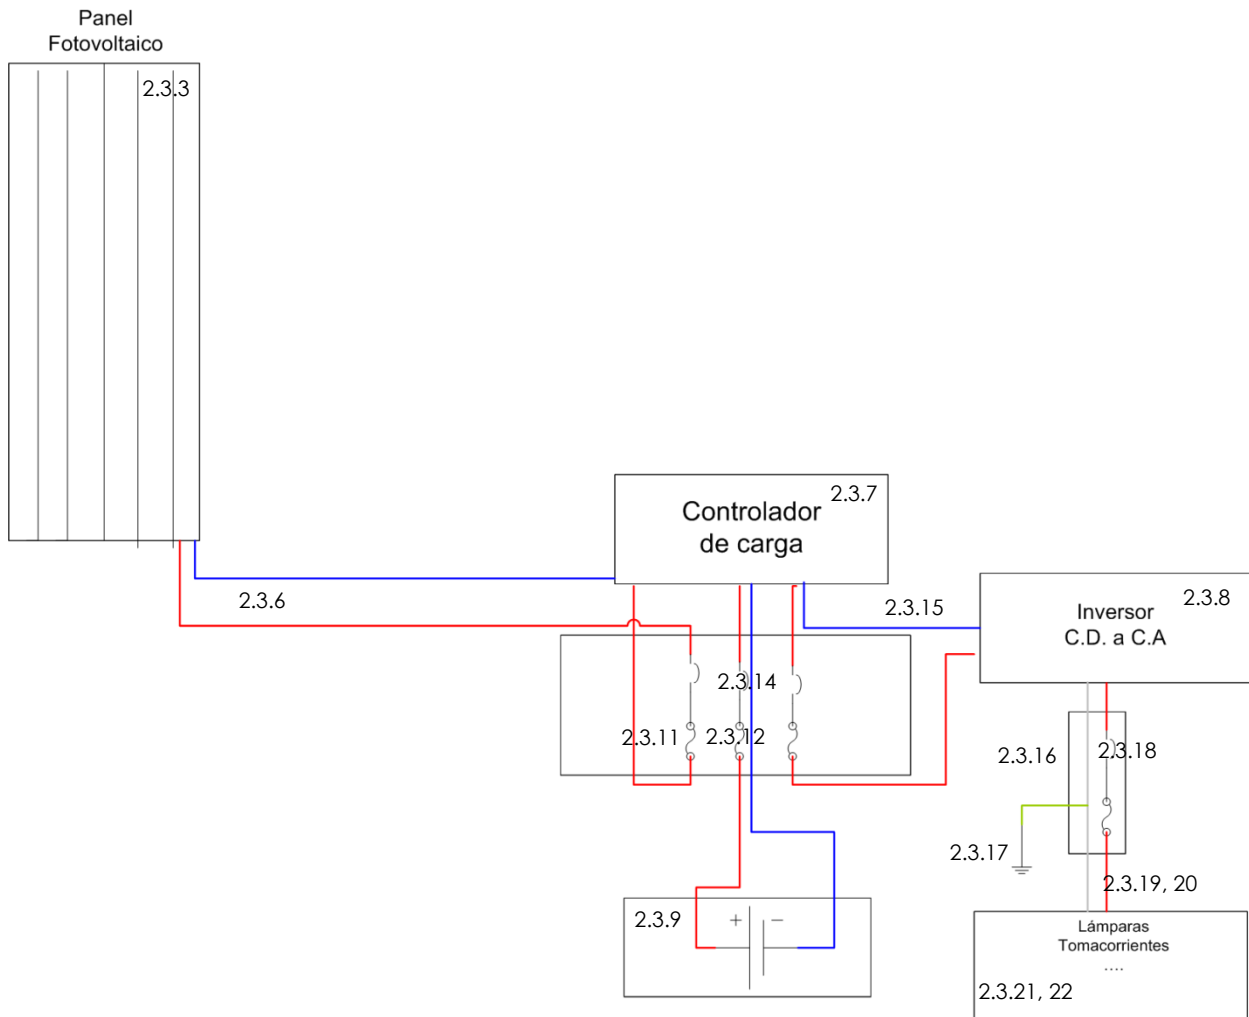 Panel
Fotovoltaico
2.3.3
2.3.7
Controlador
de carga
2.3.6
2.3.15
2.3.8
Inversor
C.D. a C.A
2.3.14
2.3.11
2.3.12
2.3.16
2.3.18
2.3.17
2.3.19, 20
2.3.9
+
−
Lámparas
Tomacorrientes
....
2.3.21, 22